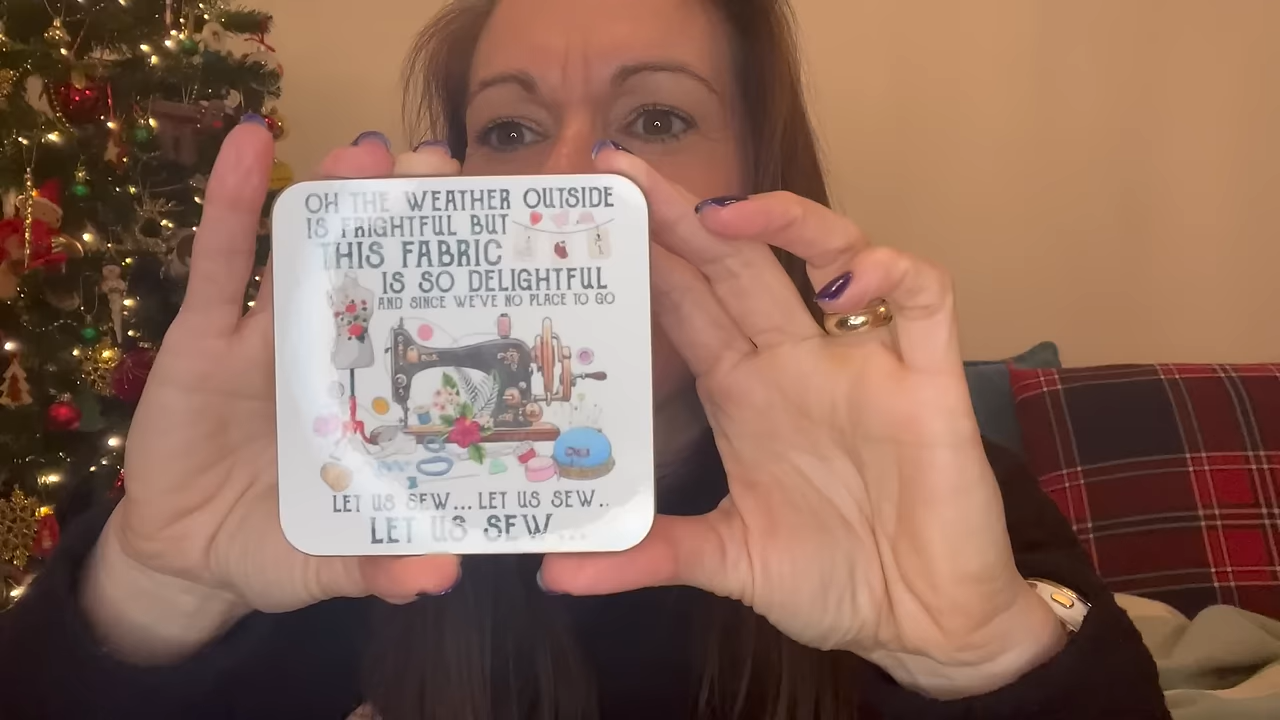 OH THE WEATHER OUTSIDE
IS FRIGHTFUL BUT
THIS FABRIC
IS SO DELIGHTFUL
AND SINCE WE'VE NO PLACE TO GO
LET US SEW... LET US SEW..
LET US SEW...